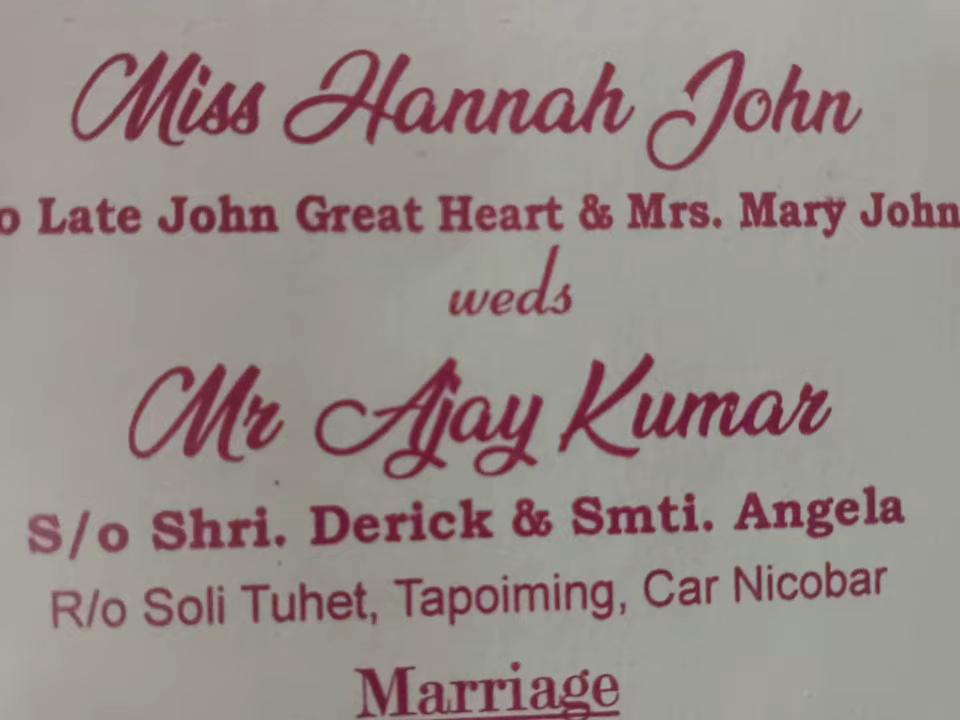 Miss Hannah John
o Late John Great Heart & Mrs. Mary John
weds
Mr Ajay Kumar
S/o Shri. Derick & Smti. Angela
R/o Soli Tuhet, Tapoiming, Car Nicobar
Marriage